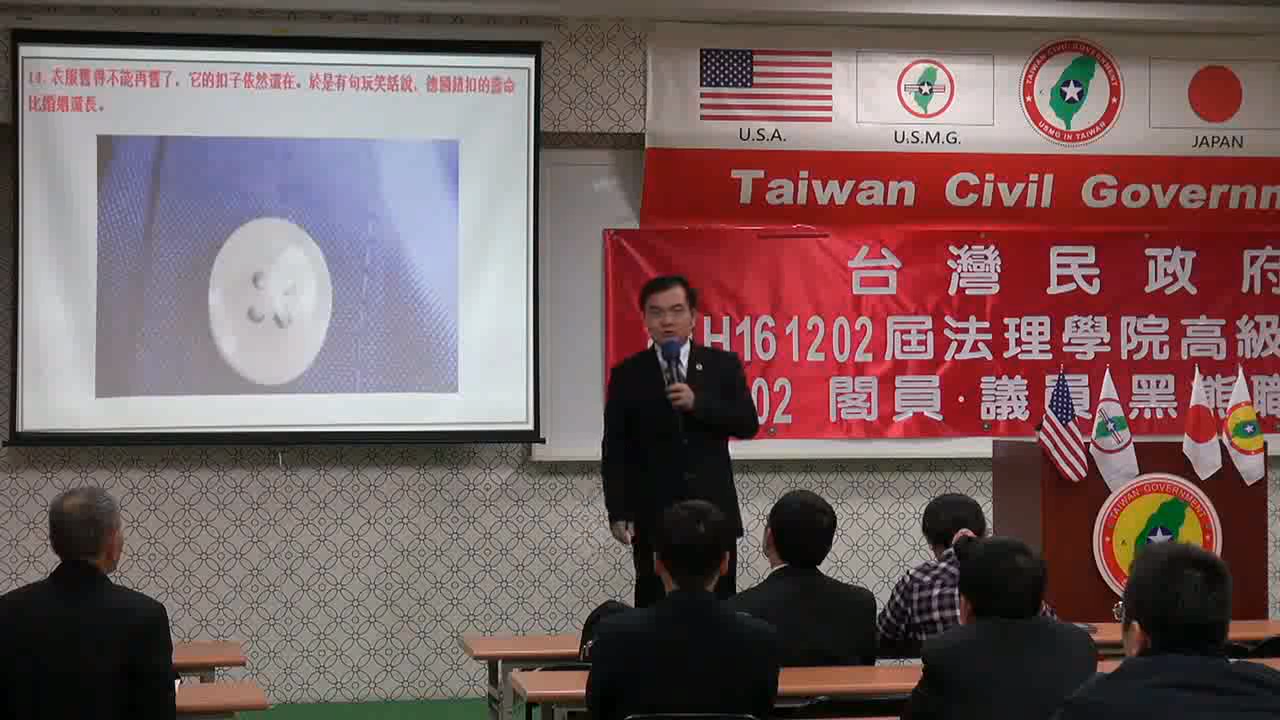 14. 衣服舊得不能再舊了，它的扣子依然還在。於是有句玩笑話說，德國錢扣的壽命
比婚姻還長。
U.S.A.
U.S.M.G.
TAIWAN CIVIL GOVERNMENT
USMG IN TAIWAN
JAPAN
Taiwan Civil Governm
台灣民政府
H161202屆法理學院高級
02 閣員·議員黑熊職
TAIWAN GOVERNMENT